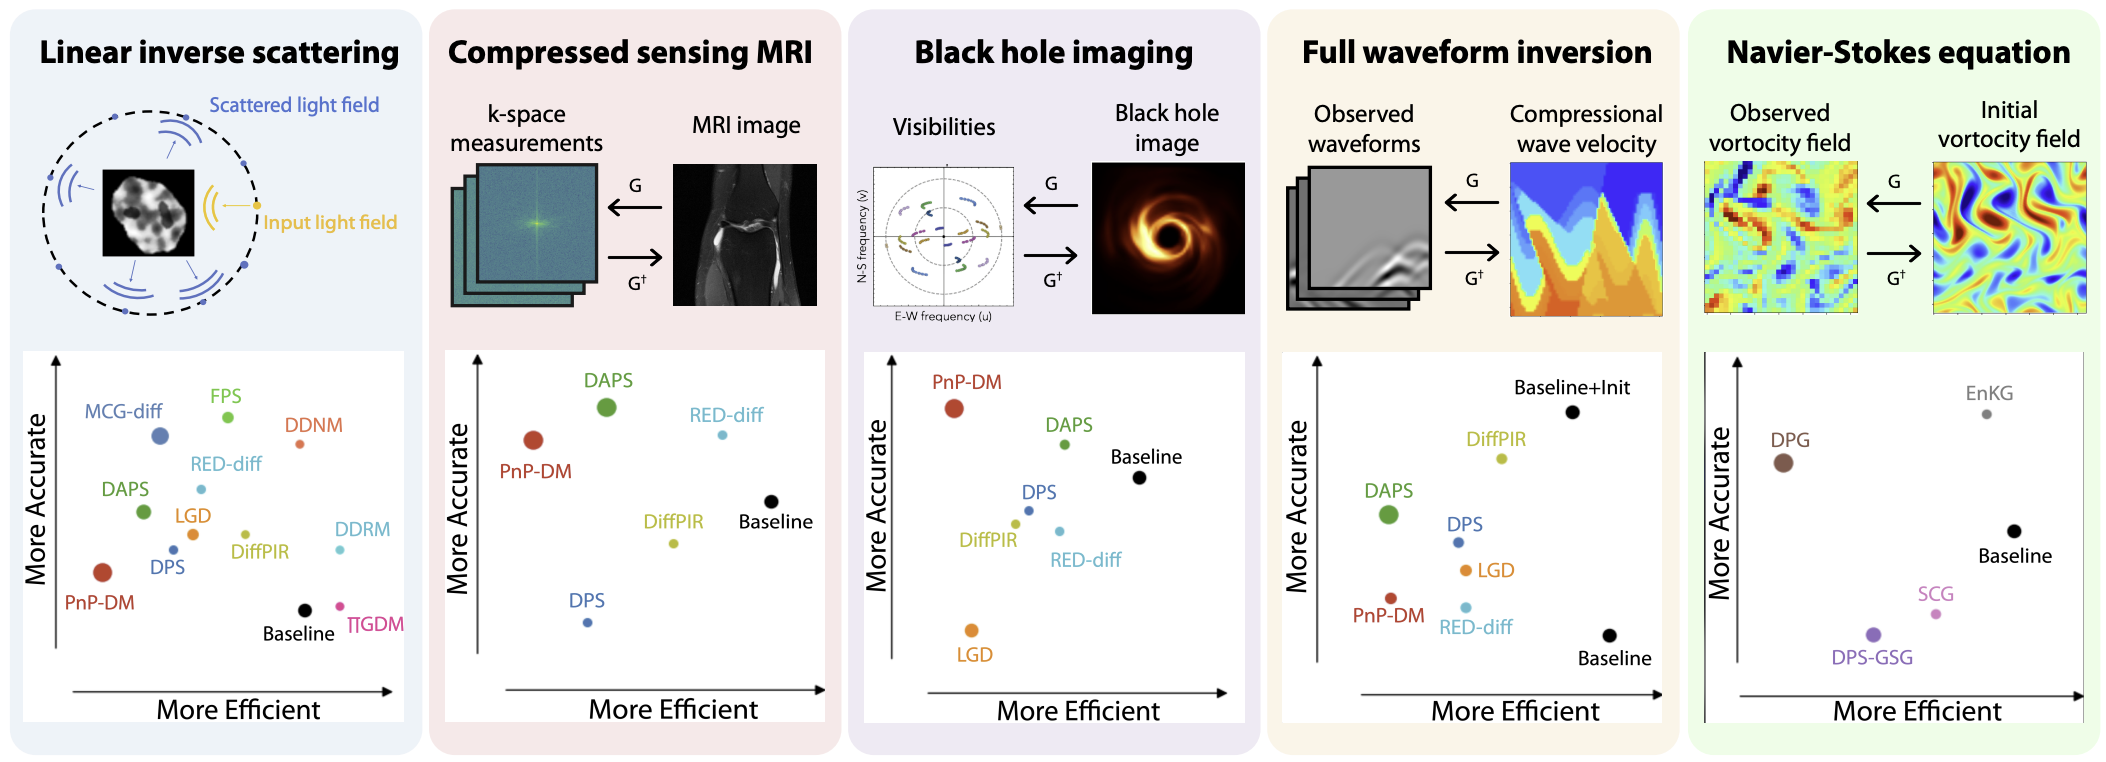 Linear inverse scattering
Scattered light field
Input light field
More Accurate
MCG-diff
FPS
DDNM
RED-diff
DAPS
LGD
DDRM
DiffPIR
DPS
PnP-DM
Baseline
ΠGDM
More Efficient
Compressed sensing MRI
k-space
measurements
MRI image
G
G†
More Accurate
DAPS
RED-diff
PnP-DM
DiffPIR
Baseline
DPS
More Efficient
Black hole imaging
Visibilities
Black hole
image
N-S frequency (v)
E-W frequency (u)
G
G†
More Accurate
PnP-DM
DAPS
Baseline
DPS
DiffPIR
RED-diff
LGD
More Efficient
Full waveform inversion
Observed
waveforms
Compressional
wave velocity
G
G†
More Accurate
Baseline+Init
DiffPIR
DAPS
DPS
LGD
PnP-DM
RED-diff
Baseline
More Efficient
Navier-Stokes equation
Observed
vortocity field
Initial
vortocity field
G
G†
More Accurate
EnKG
DPG
Baseline
SCG
DPS-GSG
More Efficient